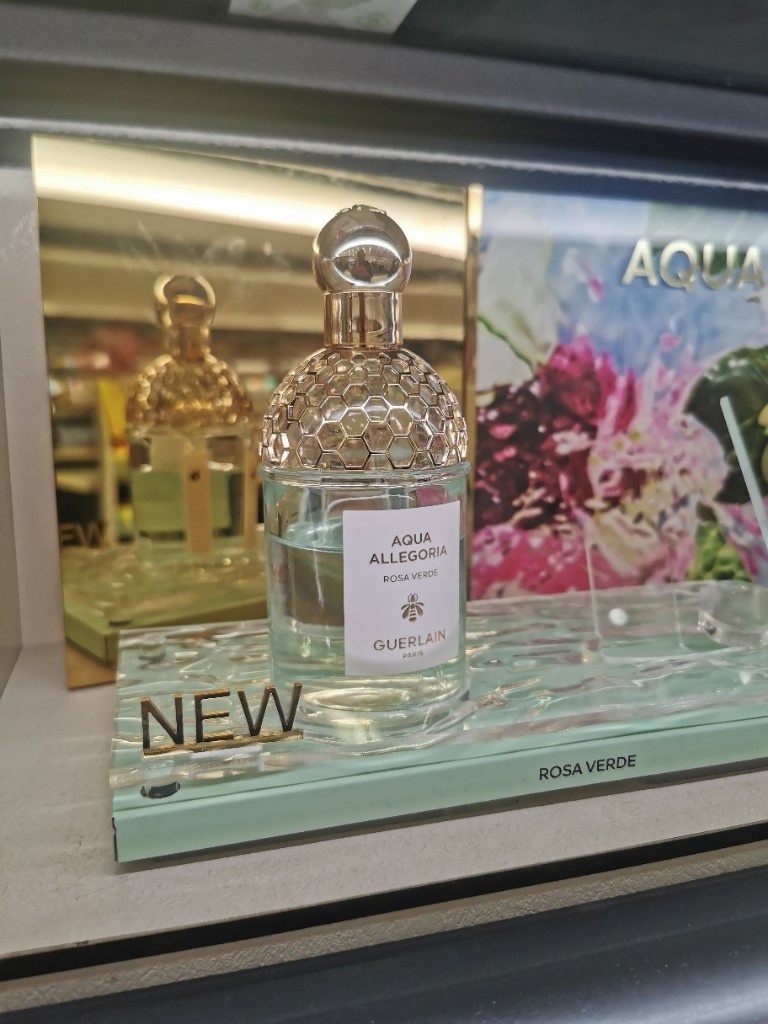 AQUA
AQUA
ALLEGORIA
ROSA VERDE
GUERLAIN
PARIS
NEW
ROSA VERDE